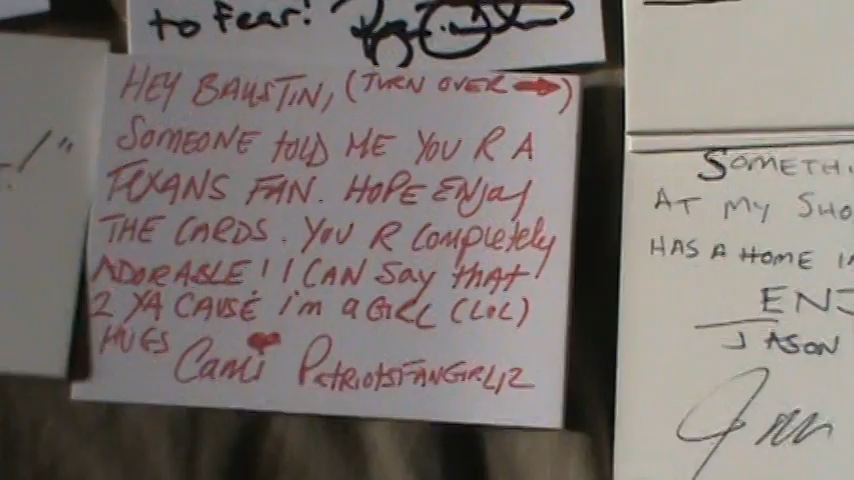 to Fear!
HEY BAUSTIN, (TURN OVER ➡)
SOMEONE TOLD ME YOU R A
TEXANS FAN. HOPE ENJOY
THE CARDS. YOU R COMPLETELY
ADORABLE! I CAN SAY THAT
2 YA CAUSE I'M A GIRL (LOL)
HUGS ❤ Cami PATRIOTSFANGIRL12
SOMETHI
AT MY SHO
HAS A HOME I
ENJ
JASON